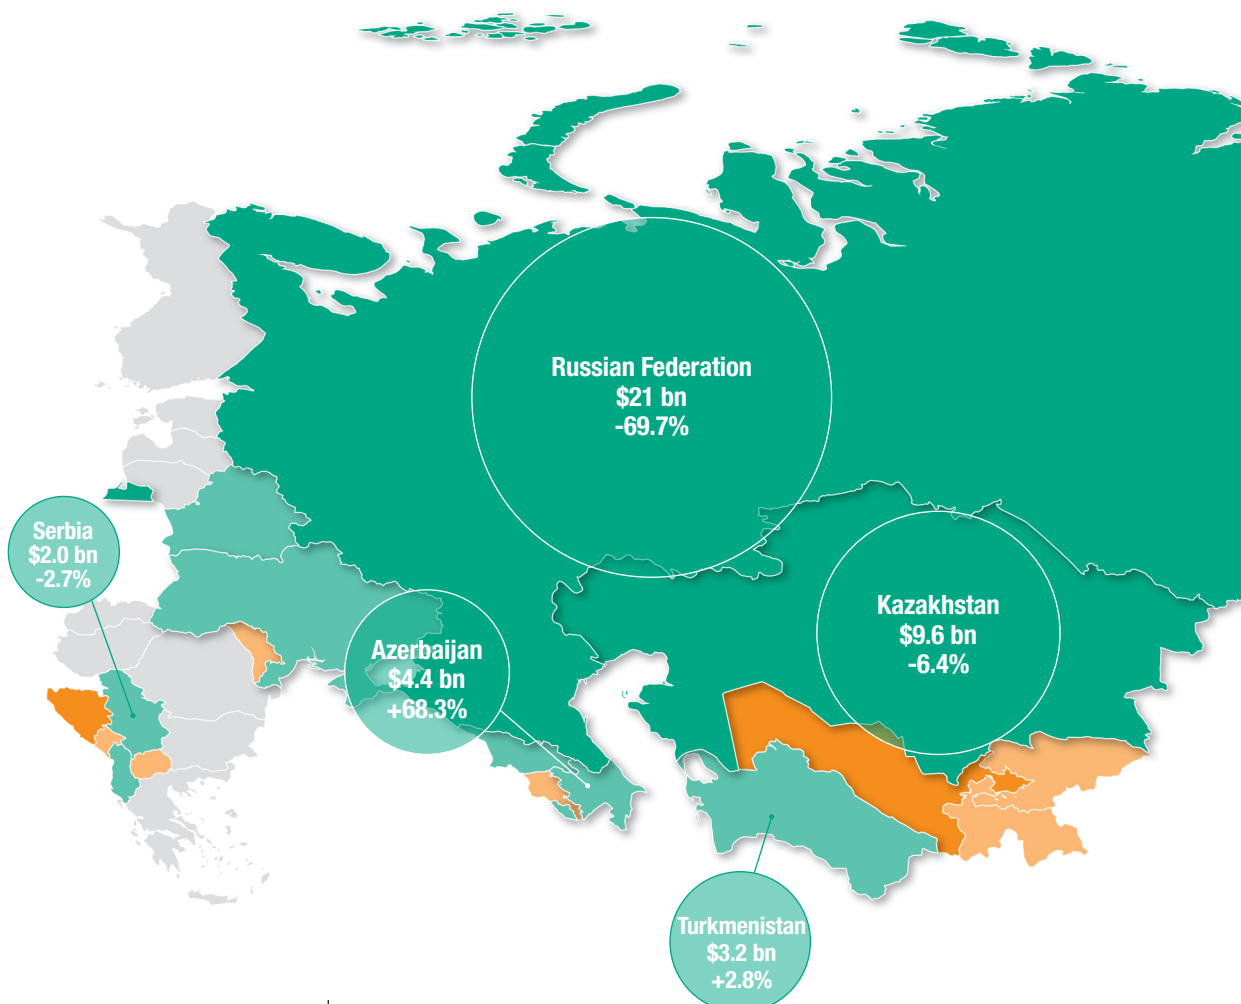 Russian Federation
$21 bn
-69.7%
Serbia
$2.0 bn
-2.7%
Kazakhstan
$9.6 bn
-6.4%
Azerbaijan
$4.4 bn
+68.3%
Turkmenistan
$3.2 bn
+2.8%